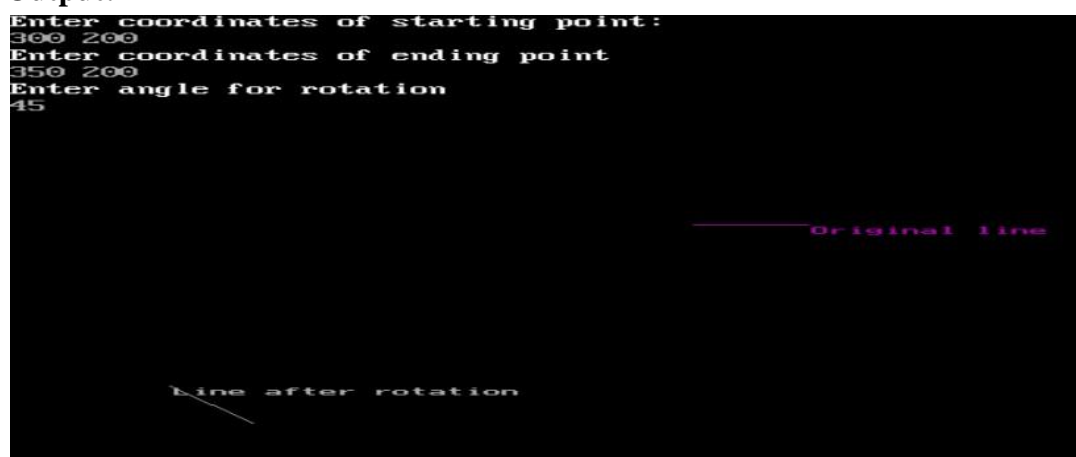 Enter coordinates of starting point:
300 200
Enter coordinates of ending point
350 200
Enter angle for rotation
45
Original line
Line after rotation